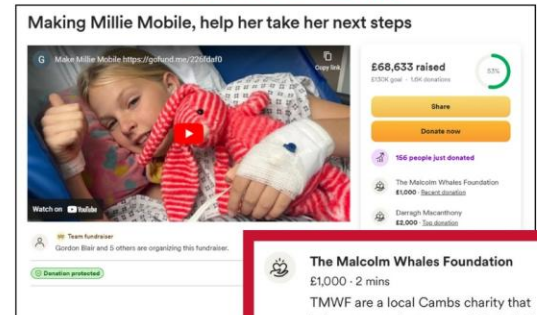 Making Millie Mobile, help her take her next steps
G Make Millie Mobile https://gofund.me/226fdaf0
Copy link
Watch on YouTube
£68,633 raised
£130K goal · 1.6K donations
53%
Share
Donate now
156 people just donated
The Malcolm Whales Foundation
£1,000 · Recent donation
Darragh Macanthony
£2,000 · Top donation
Team fundraiser
Gordon Blair and 5 others are organizing this fundraiser.
Donation protected
The Malcolm Whales Foundation
£1,000 · 2 mins
TMWF are a local Cambs charity that